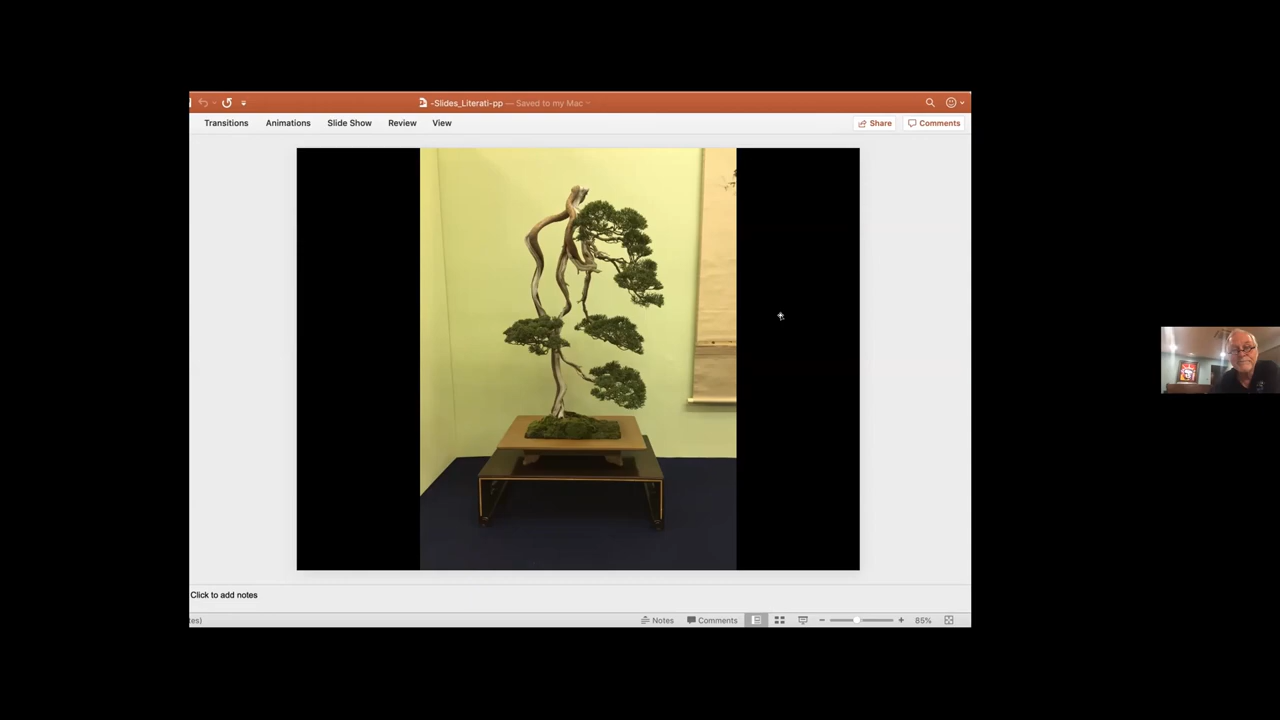 -Slides_Literati-pp — Saved to my Mac
Transitions Animations Slide Show Review View Share Comments
Click to add notes
tes) Notes Comments 85%